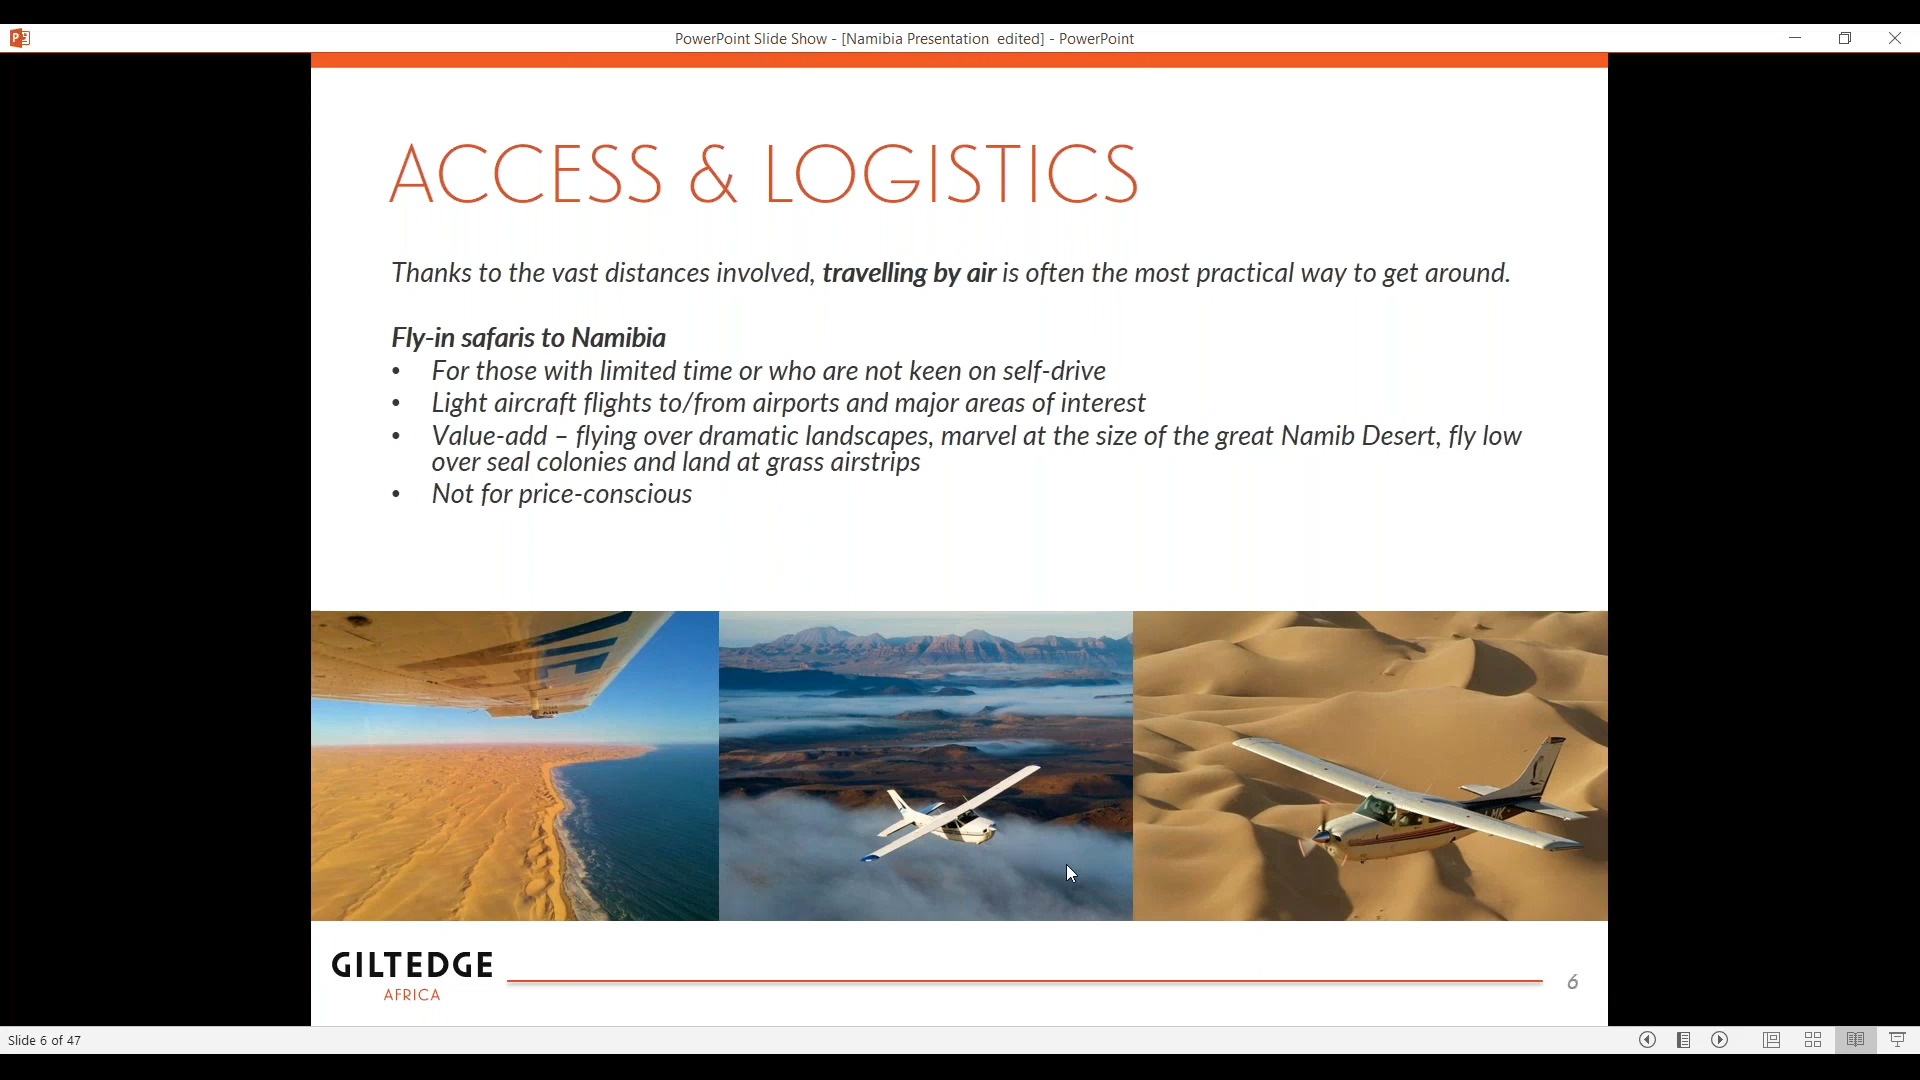 PowerPoint Slide Show - [Namibia Presentation edited] - PowerPoint
ACCESS & LOGISTICS
Thanks to the vast distances involved, travelling by air is often the most practical way to get around.
Fly-in safaris to Namibia
• For those with limited time or who are not keen on self-drive
• Light aircraft flights to/from airports and major areas of interest
• Value-add – flying over dramatic landscapes, marvel at the size of the great Namib Desert, fly low
over seal colonies and land at grass airstrips
• Not for price-conscious
GILTEDGE
AFRICA
6
Slide 6 of 47